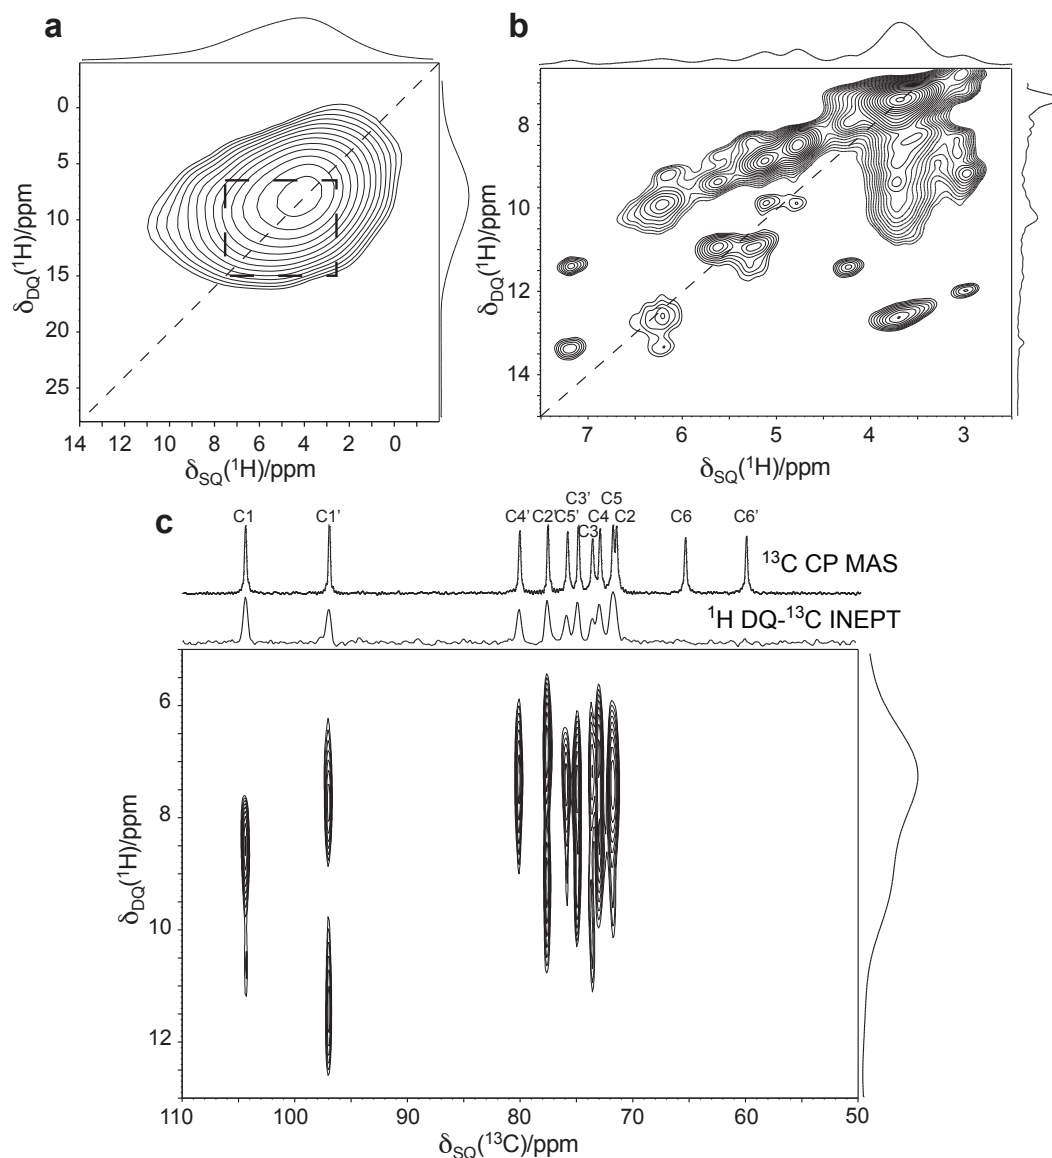 a
b
0
5
10
15
20
25
δDQ(¹H)/ppm
14 12 10 8 6 4 2 0
δSQ(¹H)/ppm
8
10
12
14
δDQ(¹H)/ppm
7 6 5 4 3
δSQ(¹H)/ppm
c
C3' C5
C1 C1' C4' C2' C5' C4 C2 C6 C6'
C3
¹³C CP MAS
¹H DQ-¹³C INEPT
6
8
10
12
δDQ(¹H)/ppm
110 100 90 80 70 60 50
δSQ(¹³C)/ppm